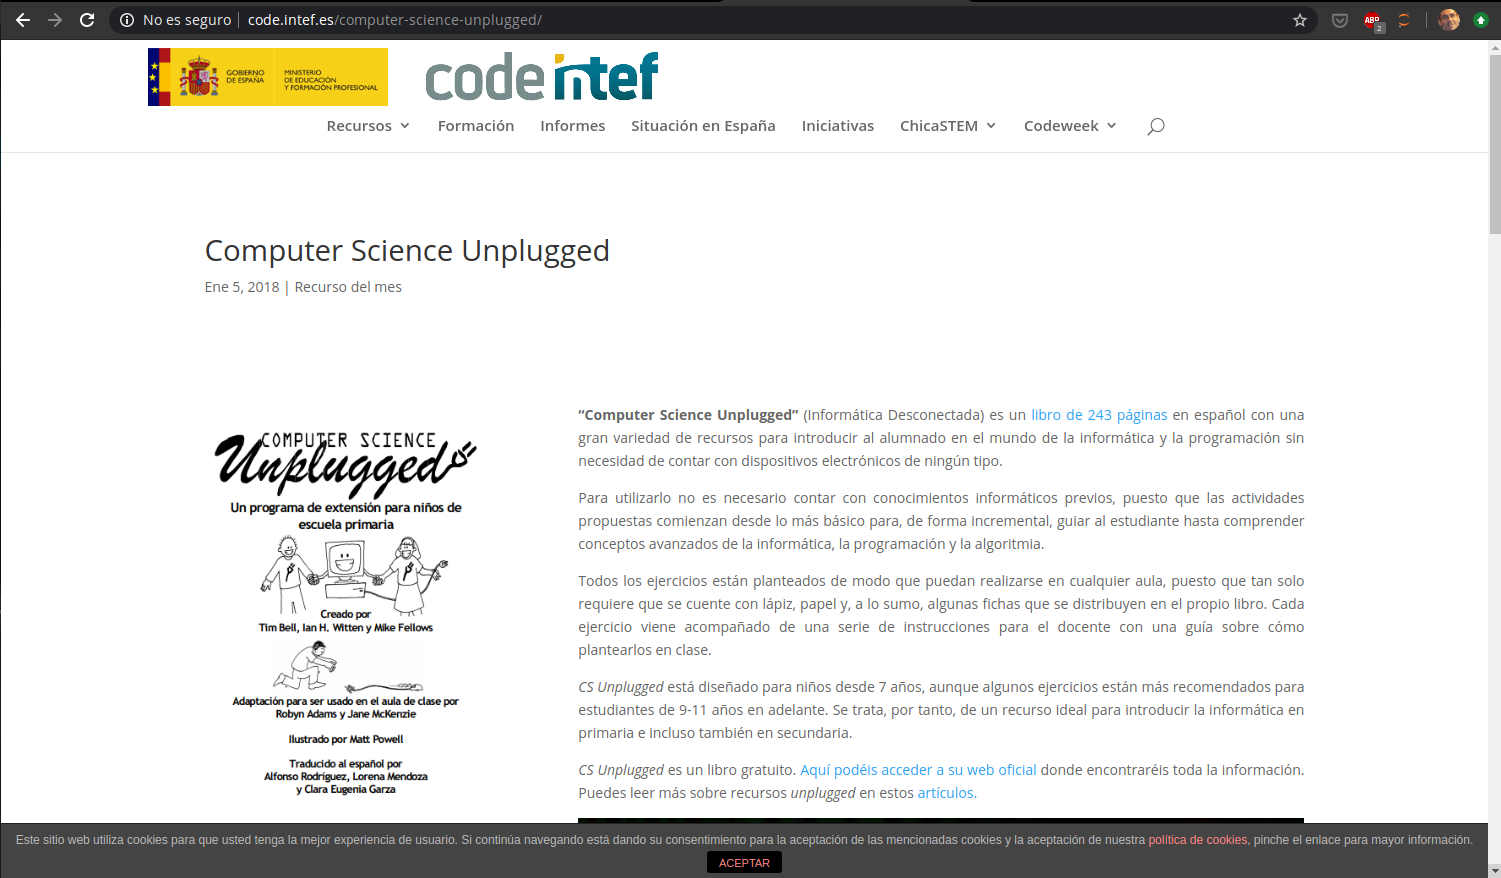 No es seguro | code.intef.es/computer-science-unplugged/
ABP
2
GOBIERNO
DE ESPAÑA
MINISTERIO
DE EDUCACIÓN
Y FORMACIÓN PROFESIONAL
code intef
Recursos Formación Informes Situación en España Iniciativas ChicaSTEM Codeweek
Computer Science Unplugged
Ene 5, 2018 | Recurso del mes
COMPUTER SCIENCE
Unplugged
Un programa de extensión para niños de
escuela primaria
Creado por
Tim Bell, Ian H. Witten y Mike Fellows
Adaptación para ser usado en el aula de clase por
Robyn Adams y Jane McKenzie
Ilustrado por Matt Powell
Traducido al español por
Alfonso Rodríguez, Lorena Mendoza
y Clara Eugenia Garza
“Computer Science Unplugged” (Informática Desconectada) es un libro de 243 páginas en español con una
gran variedad de recursos para introducir al alumnado en el mundo de la informática y la programación sin
necesidad de contar con dispositivos electrónicos de ningún tipo.
Para utilizarlo no es necesario contar con conocimientos informáticos previos, puesto que las actividades
propuestas comienzan desde lo más básico para, de forma incremental, guiar al estudiante hasta comprender
conceptos avanzados de la informática, la programación y la algoritmia.
Todos los ejercicios están planteados de modo que puedan realizarse en cualquier aula, puesto que tan solo
requiere que se cuente con lápiz, papel y, a lo sumo, algunas fichas que se distribuyen en el propio libro. Cada
ejercicio viene acompañado de una serie de instrucciones para el docente con una guía sobre cómo
plantearlos en clase.
CS Unplugged está diseñado para niños desde 7 años, aunque algunos ejercicios están más recomendados para
estudiantes de 9-11 años en adelante. Se trata, por tanto, de un recurso ideal para introducir la informática en
primaria e incluso también en secundaria.
CS Unplugged es un libro gratuito. Aquí podéis acceder a su web oficial donde encontraréis toda la información.
Puedes leer más sobre recursos unplugged en estos artículos.
Este sitio web utiliza cookies para que usted tenga la mejor experiencia de usuario. Si continúa navegando está dando su consentimiento para la aceptación de las mencionadas cookies y la aceptación de nuestra política de cookies, pinche el enlace para mayor información.
ACEPTAR